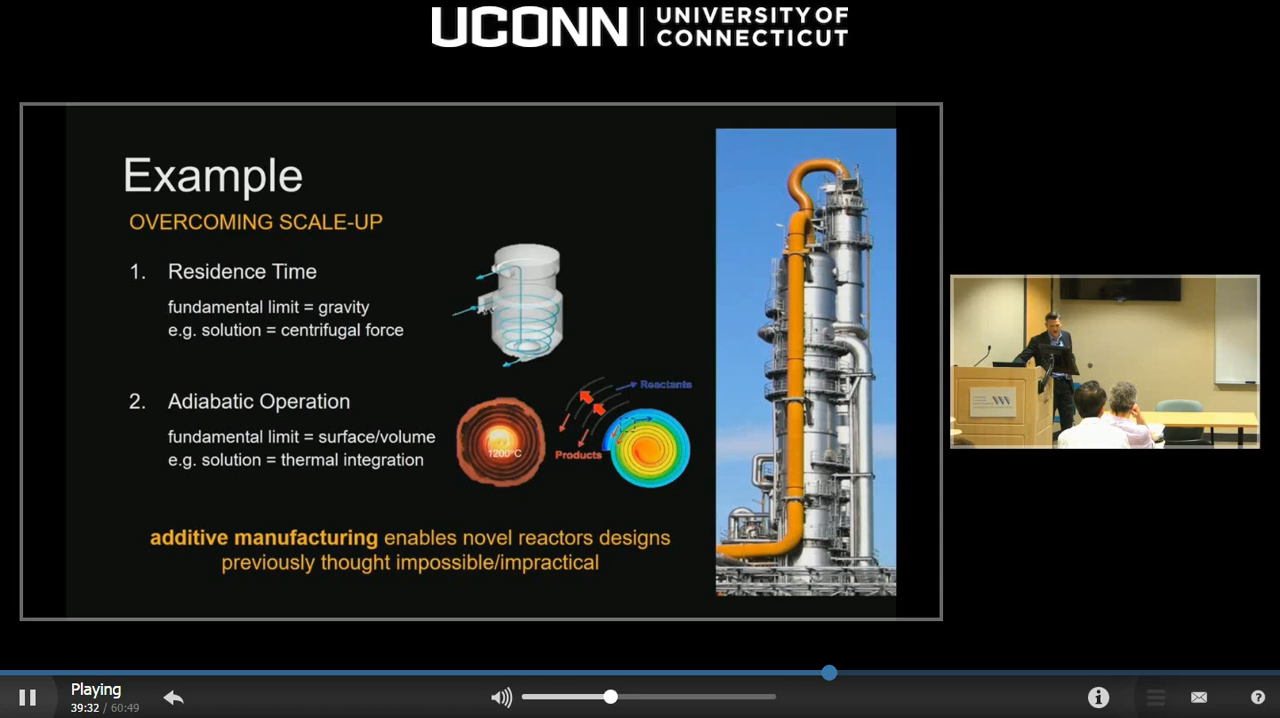 UCONN
UNIVERSITY OF
CONNECTICUT
Example
OVERCOMING SCALE-UP
1. Residence Time
fundamental limit = gravity
e.g. solution = centrifugal force
2. Adiabatic Operation
fundamental limit = surface/volume
e.g. solution = thermal integration
1200°C
Reactants
Products
additive manufacturing enables novel reactors designs
previously thought impossible/impractical
Playing
39:32 / 60:49